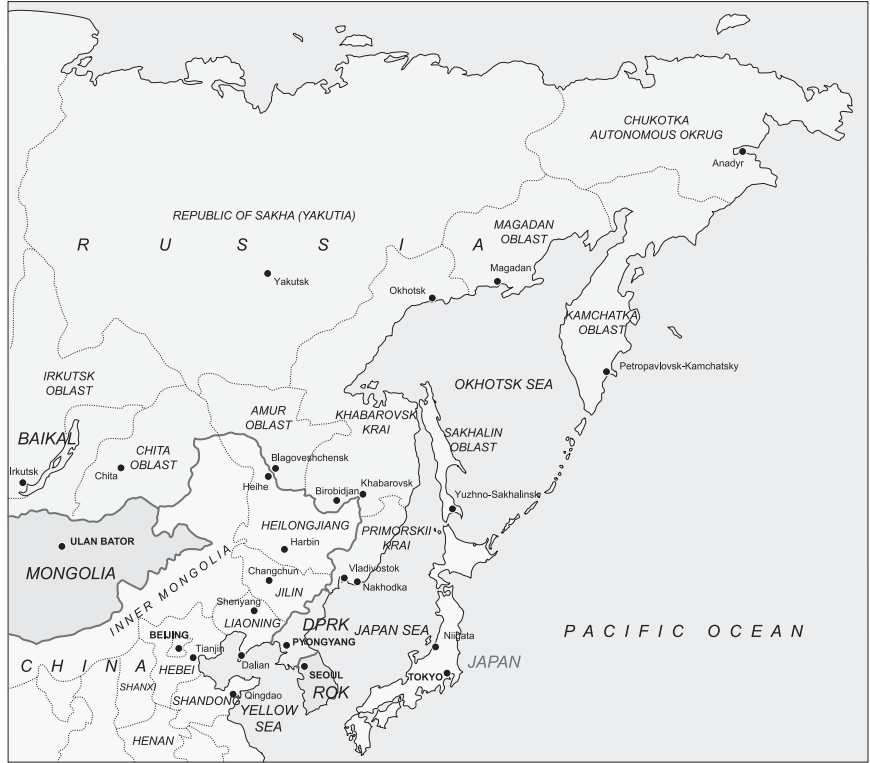 CHUKOTKA
AUTONOMOUS OKRUG
Anadyr
REPUBLIC OF SAKHA (YAKUTIA)
MAGADAN
OBLAST
RUSSIA
Magadan
Yakutsk
Okhotsk
KAMCHATKA
OBLAST
Petropavlovsk-Kamchatsky
IRKUTSK
OBLAST
OKHOTSK SEA
AMUR
OBLAST
KHABAROVSK
KRAI
SAKHALIN
OBLAST
BAIKAL
CHITA
OBLAST
Blagoveshchensk
Irkutsk
Chita
Heihe
Birobidjan
Khabarovsk
Yuzhno-Sakhalinsk
HEILONGJIANG
PRIMORSKII
KRAI
ULAN BATOR
Harbin
MONGOLIA
INNER MONGOLIA
Changchun
Vladivostok
JILIN
Nakhodka
Shenyang
LIAONING
DPRK
JAPAN SEA
PACIFIC OCEAN
BEIJING
PYONGYANG
Niigata
Tianjin
CHINA
HEBEI
Dalian
SEOUL
JAPAN
TOKYO
SHANXI
ROK
SHANDONG
Qingdao
YELLOW
SEA
HENAN